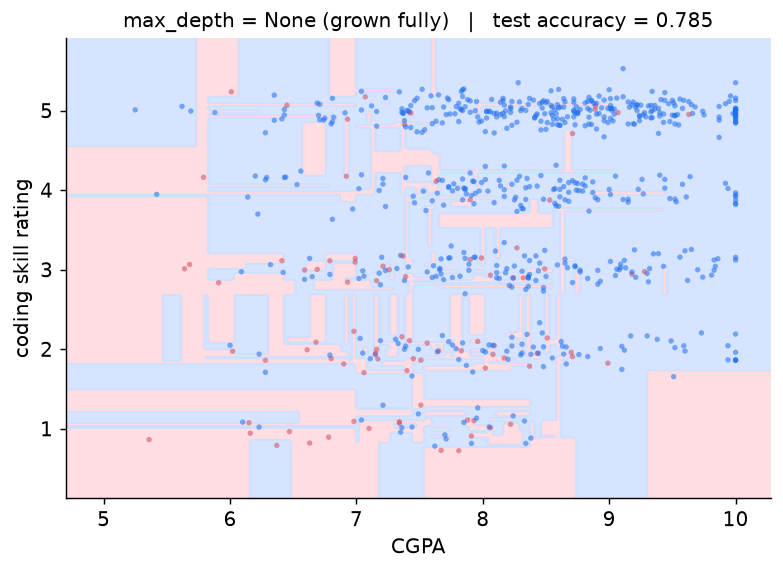 max_depth = None (grown fully) | test accuracy = 0.785
coding skill rating
5
4
3
2
1
5 6 7 8 9 10
CGPA